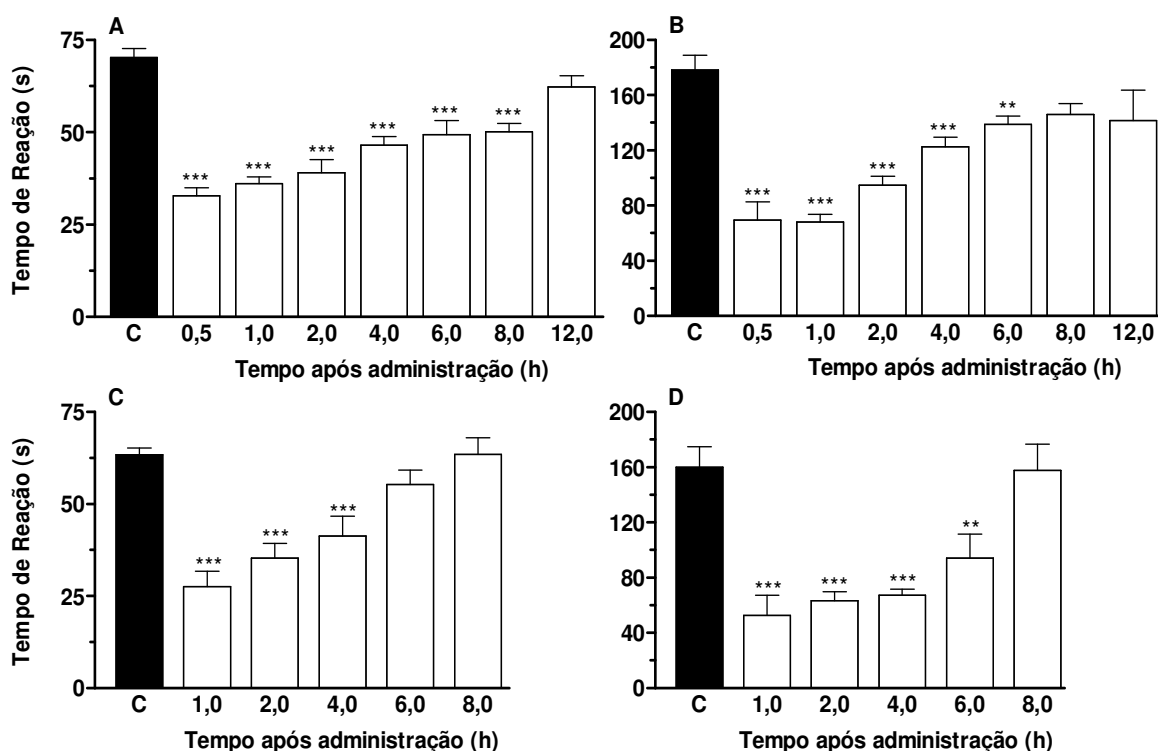 A
Tempo de Reação (s)
75
50
25
0
***
***
***
***
***
***
C 0,5 1,0 2,0 4,0 6,0 8,0 12,0
Tempo após administração (h)
B
200
160
120
80
40
0
***
***
***
***
**
C 0,5 1,0 2,0 4,0 6,0 8,0 12,0
Tempo após administração (h)
C
Tempo de Reação (s)
75
50
25
0
***
***
***
C 1,0 2,0 4,0 6,0 8,0
Tempo após administração (h)
D
200
160
120
80
40
0
***
***
***
**
C 1,0 2,0 4,0 6,0 8,0
Tempo após administração (h)